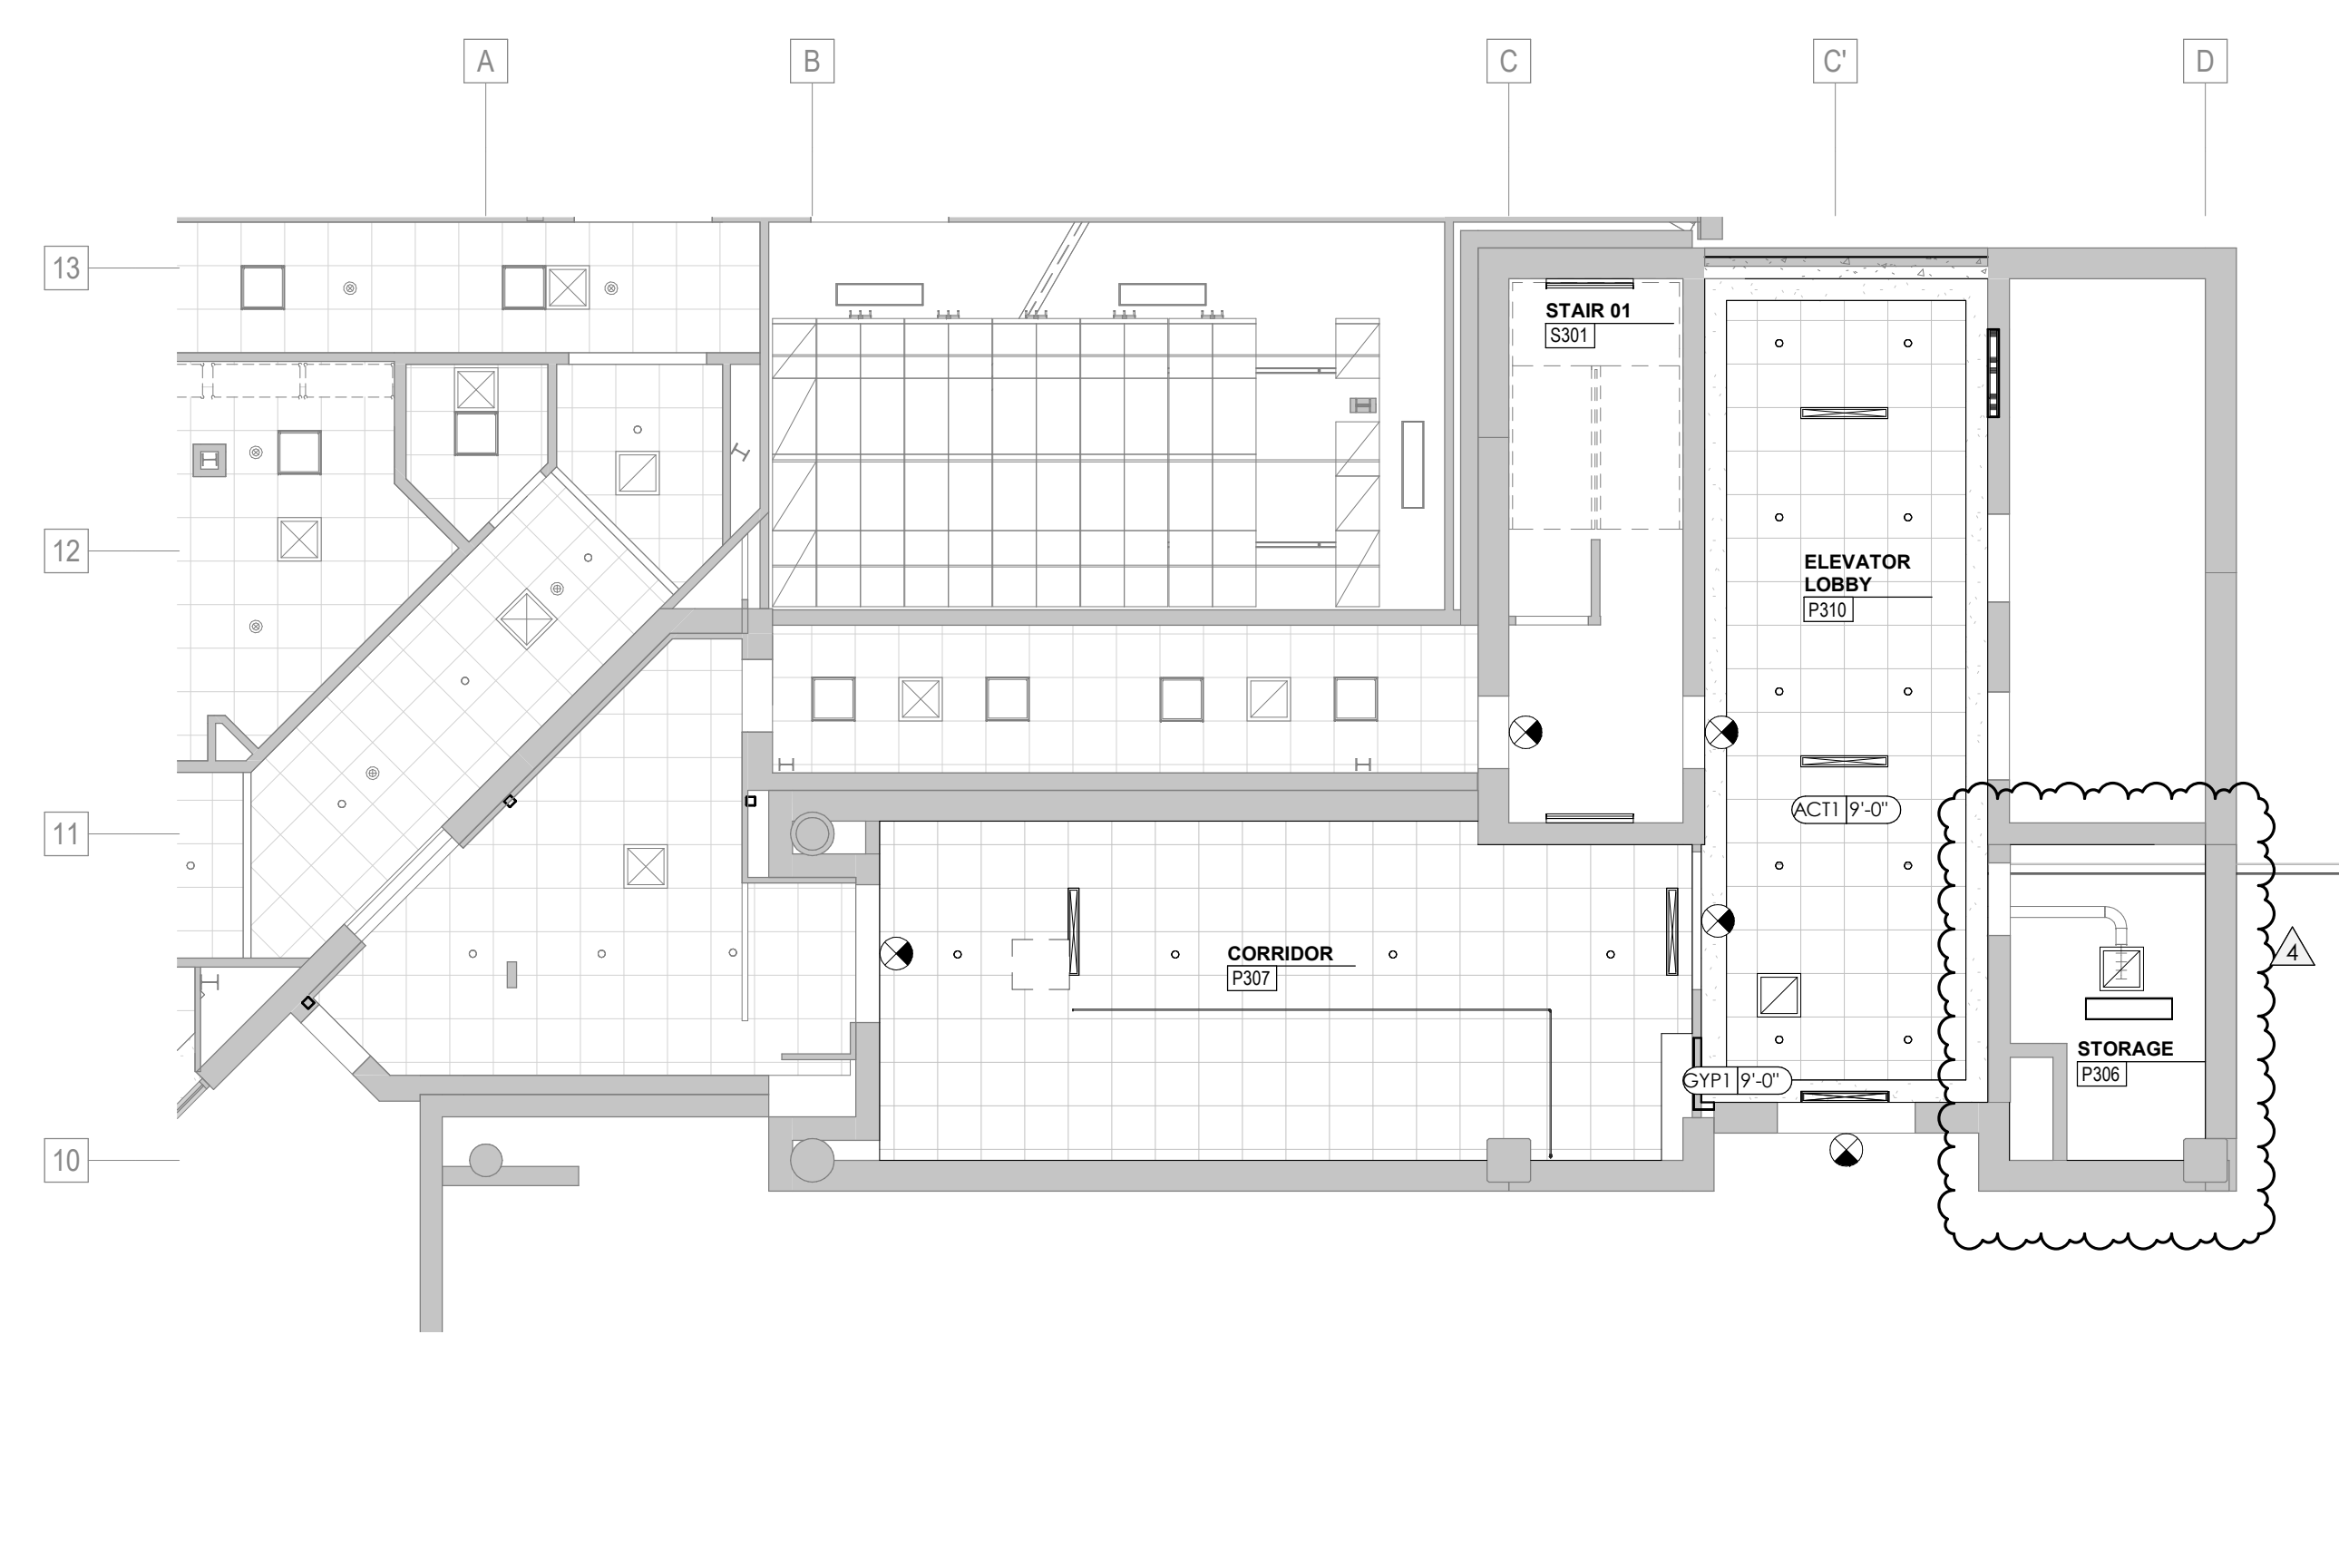 A
B
C
C'
D
13
12
11
10
STAIR 01
S301
ELEVATOR
LOBBY
P310
ACT1 9'-0"
CORRIDOR
P307
4
STORAGE
P306
GYP1 9'-0"